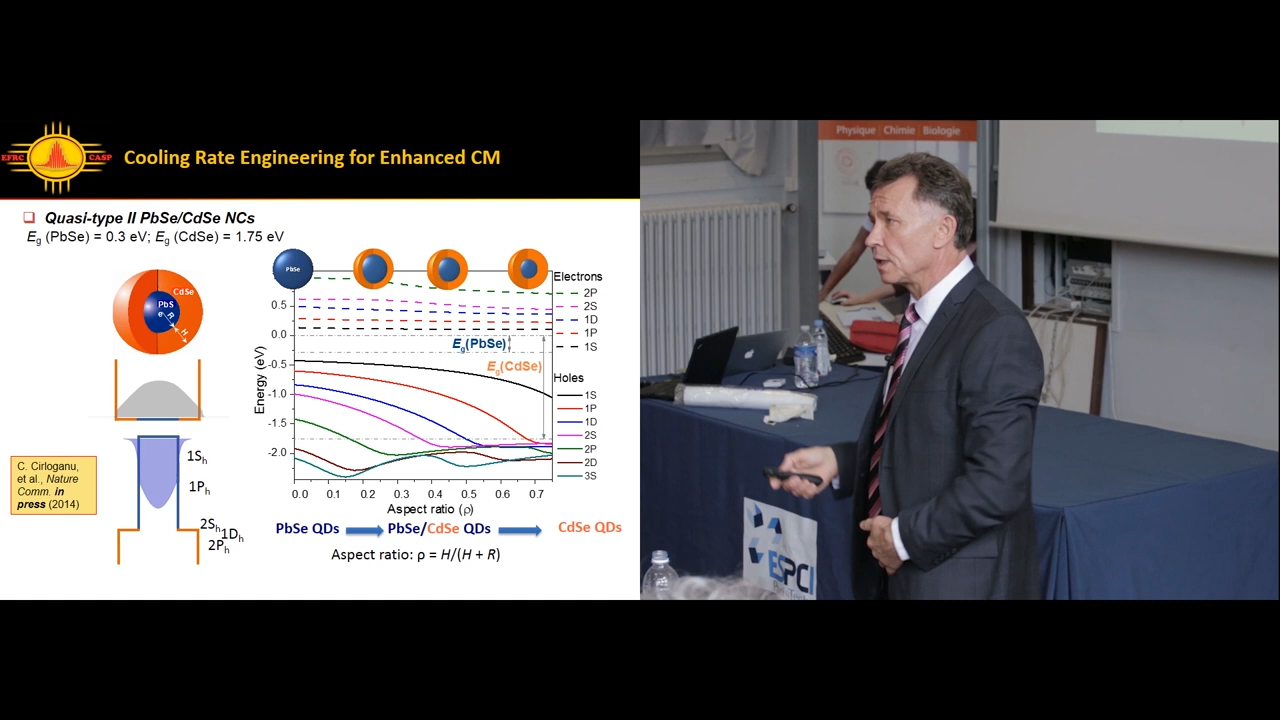 EFRC CASP
Cooling Rate Engineering for Enhanced CM
Quasi-type II PbSe/CdSe NCs
Eg (PbSe) = 0.3 eV; Eg (CdSe) = 1.75 eV
CdSe
PbS
e
R
H
1Sh
1Ph
2Sh
1Dh
2Ph
C. Cirloganu,
et al., Nature
Comm. in
press (2014)
PbSe
Energy (eV)
0.5
0.0
-0.5
-1.0
-1.5
-2.0
Eg(PbSe)
Eg(CdSe)
Electrons
2P
2S
1D
1P
1S
Holes
1S
1P
1D
2S
2P
2D
3S
0.0 0.1 0.2 0.3 0.4 0.5 0.6 0.7
Aspect ratio (ρ)
PbSe QDs PbSe/CdSe QDs CdSe QDs
Aspect ratio: ρ = H/(H + R)
Physique | Chimie | Biologie
ESPCI